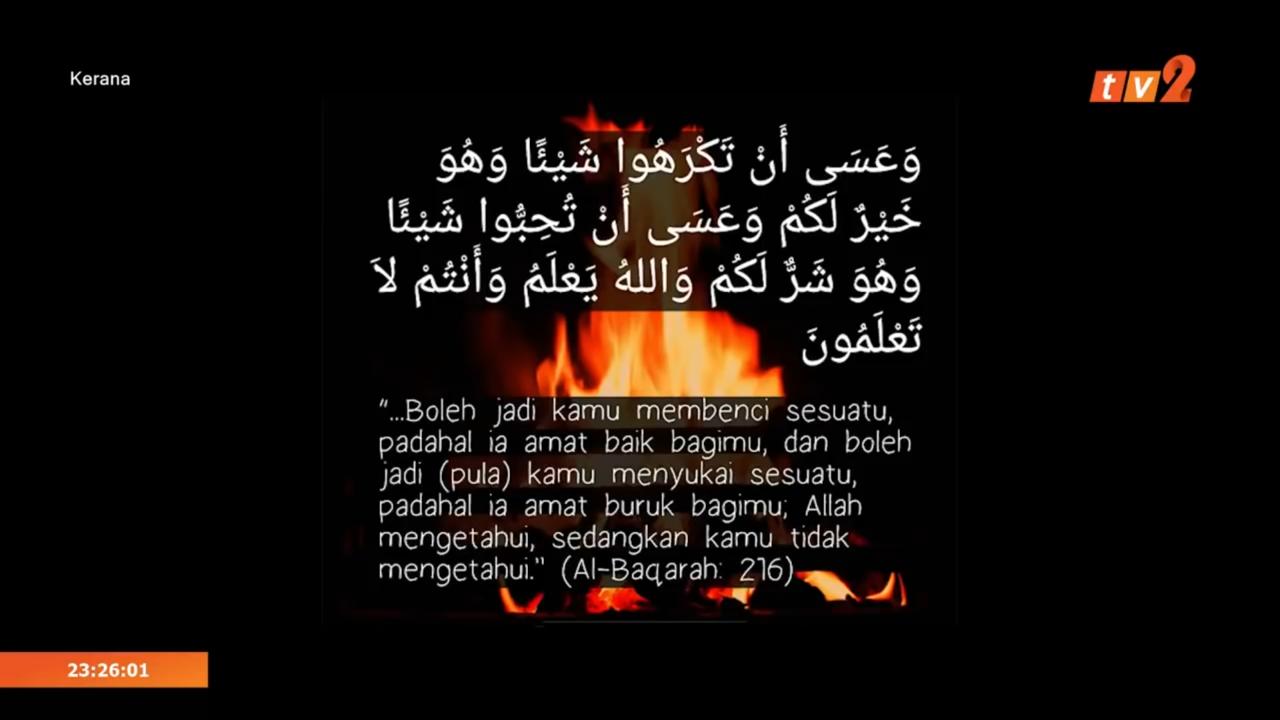 Kerana
tv2
وَعَسَى أَنْ تَكْرَهُوا شَيْئًا وَهُوَ
خَيْرٌ لَكُمْ وَعَسَى أَنْ تُحِبُّوا شَيْئًا
وَهُوَ شَرٌّ لَكُمْ وَاللهُ يَعْلَمُ وَأَنْتُمْ لاَ
تَعْلَمُونَ
"...Boleh jadi kamu membenci sesuatu,
padahal ia amat baik bagimu, dan boleh
jadi (pula) kamu menyukai sesuatu,
padahal ia amat buruk bagimu; Allah
mengetahui, sedangkan kamu tidak
mengetahui." (Al-Baqarah: 216)
23:26:01